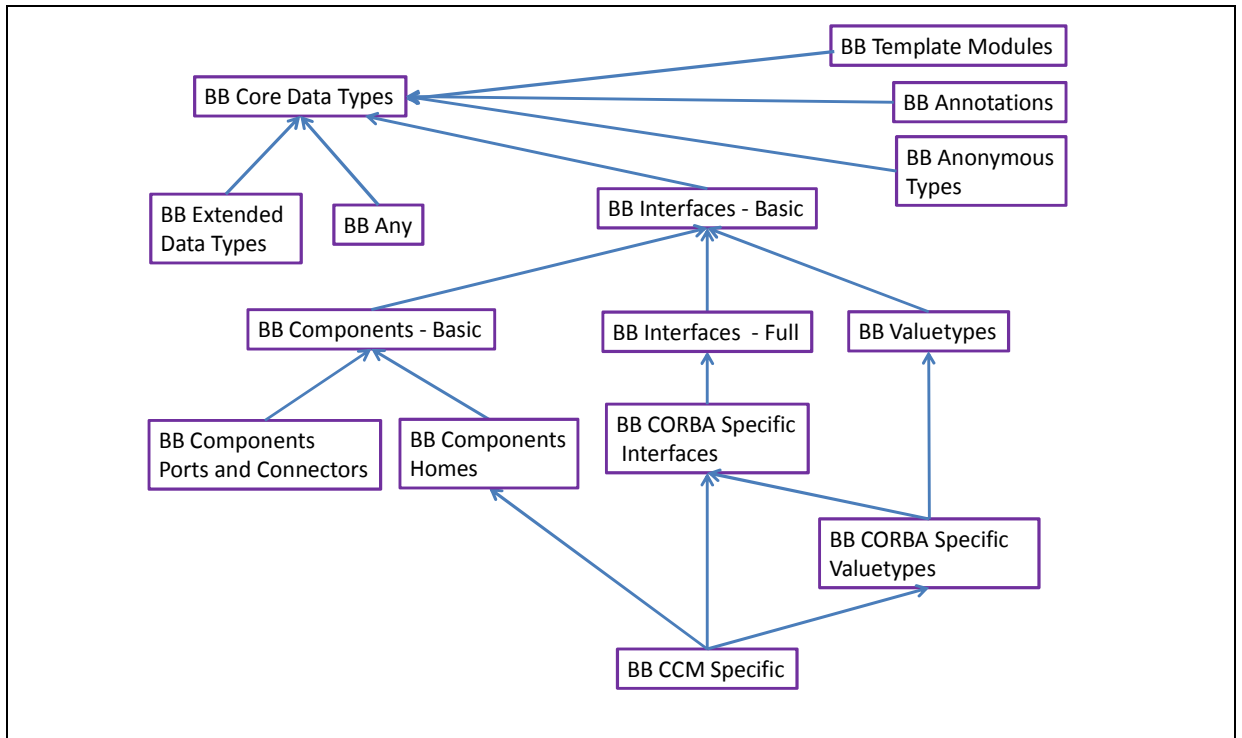 BB Template Modules
BB Core Data Types
BB Annotations
BB Anonymous
Types
BB Extended
Data Types
BB Any
BB Interfaces - Basic
BB Components - Basic
BB Interfaces - Full
BB Valuetypes
BB Components
Ports and Connectors
BB Components
Homes
BB CORBA Specific
Interfaces
BB CORBA Specific
Valuetypes
BB CCM Specific